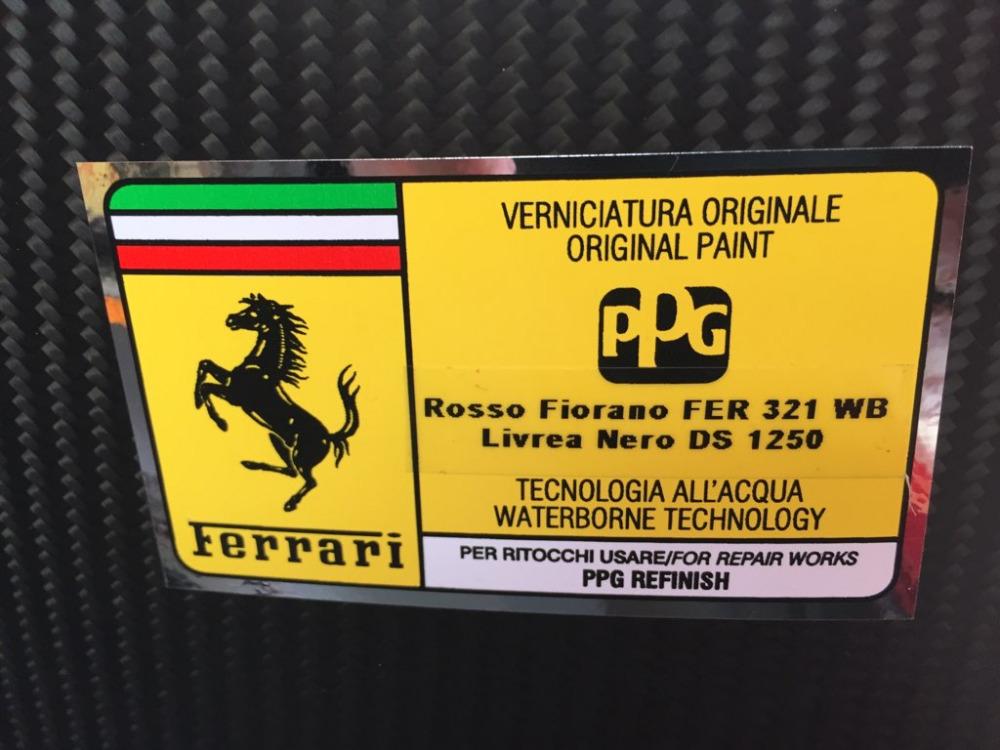 VERNICIATURA ORIGINALE
ORIGINAL PAINT
PPG
Rosso Fiorano FER 321 WB
Livrea Nero DS 1250
TECNOLOGIA ALL'ACQUA
WATERBORNE TECHNOLOGY
Ferrari
PER RITOCCHI USARE/FOR REPAIR WORKS
PPG REFINISH